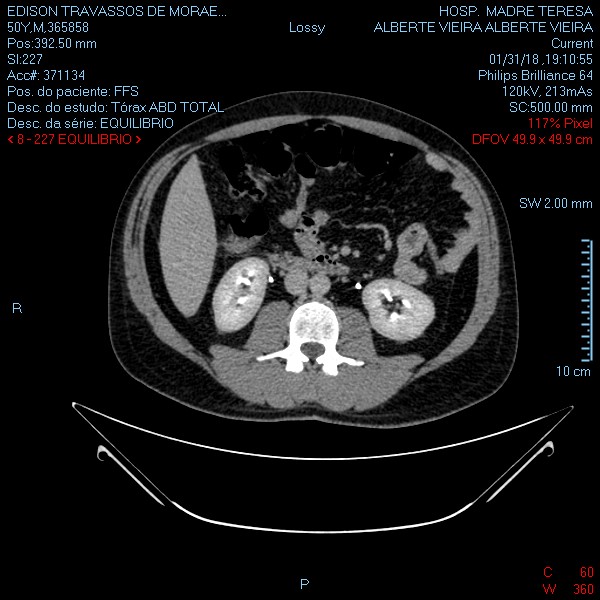 EDISON TRAVASSOS DE MORAE...
50Y,M,365858
Pos:392.50 mm
Sl:227
Acc#: 371134
Pos. do paciente: FFS
Desc. do estudo: Tórax ABD TOTAL
Desc. da série: EQUILIBRIO
< 8 - 227 EQUILIBRIO >
Lossy
HOSP. MADRE TERESA
ALBERTE VIEIRA ALBERTE VIEIRA
Current
01/31/18 ,19:10:55
Philips Brilliance 64
120kV, 213mAs
SC:500.00 mm
117% Pixel
DFOV 49.9 x 49.9 cm
SW 2.00 mm
R
10 cm
P
C 60
W 360